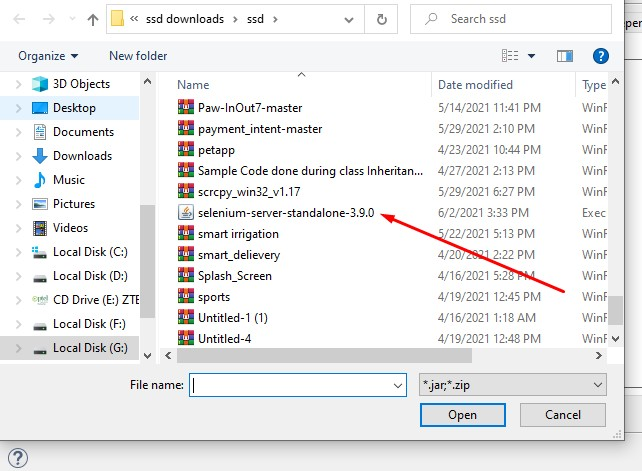 « ssd downloads › ssd ›
Search ssd
Organize
New folder
Name
Date modified
Type
3D Objects
Desktop
Documents
Downloads
Music
Pictures
Videos
Local Disk (C:)
Local Disk (D:)
CD Drive (E:) ZTE
Local Disk (F:)
Local Disk (G:)
Paw-InOut7-master 5/14/2021 11:41 PM WinF
payment_intent-master 5/29/2021 2:10 PM WinF
petapp 4/23/2021 10:44 PM WinF
Sample Code done during class Inheritan... 4/27/2021 2:13 PM WinF
scrcpy_win32_v1.17 5/29/2021 6:27 PM WinF
selenium-server-standalone-3.9.0 6/2/2021 3:33 PM Exec
smart irrigation 5/22/2021 5:13 PM WinF
smart_delievery 4/20/2021 2:22 PM WinF
Splash_Screen 4/16/2021 5:28 PM WinF
sports 4/19/2021 12:45 PM WinF
Untitled-1 (1) 4/16/2021 1:18 AM WinF
Untitled-4 4/19/2021 12:48 PM WinF
File name:
*.jar;*.zip
Open
Cancel
?